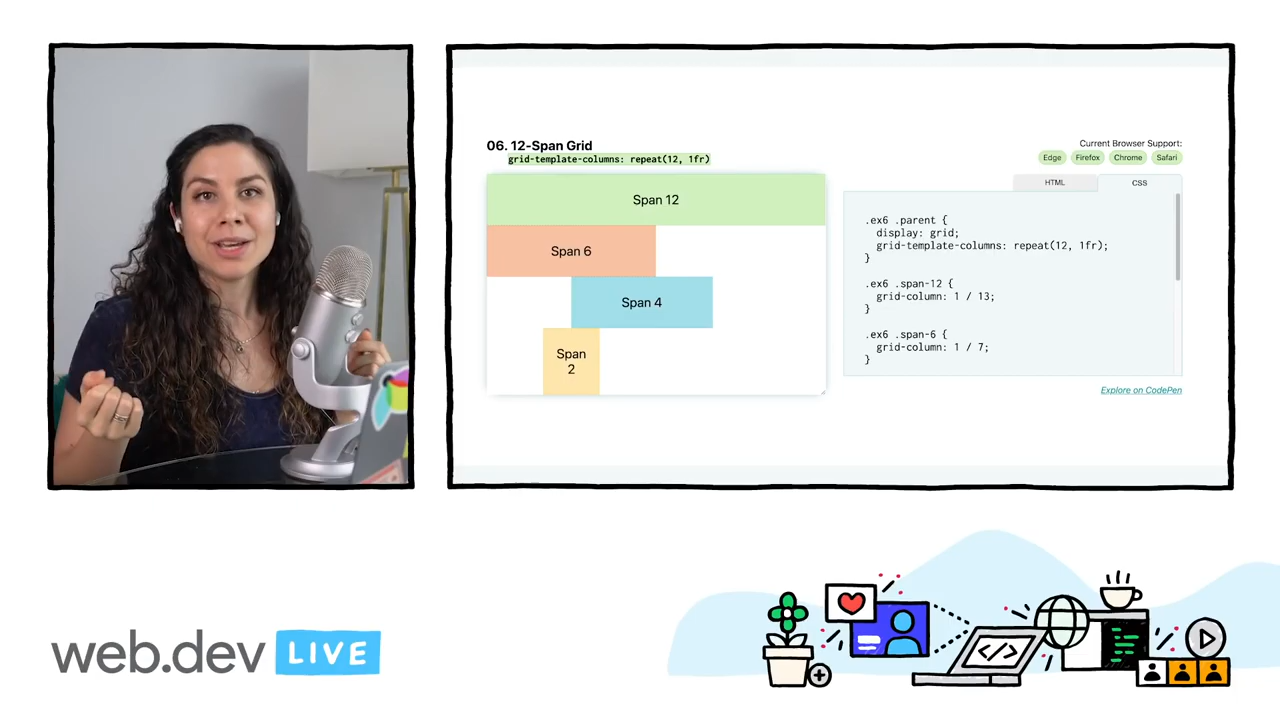 06. 12-Span Grid
grid-template-columns: repeat(12, 1fr)
Current Browser Support:
Edge Firefox Chrome Safari
HTML CSS
Span 12
Span 6
Span 4
Span
2
.ex6 .parent {
display: grid;
grid-template-columns: repeat(12, 1fr);
}
.ex6 .span-12 {
grid-column: 1 / 13;
}
.ex6 .span-6 {
grid-column: 1 / 7;
}
Explore on CodePen
web.dev LIVE
</>